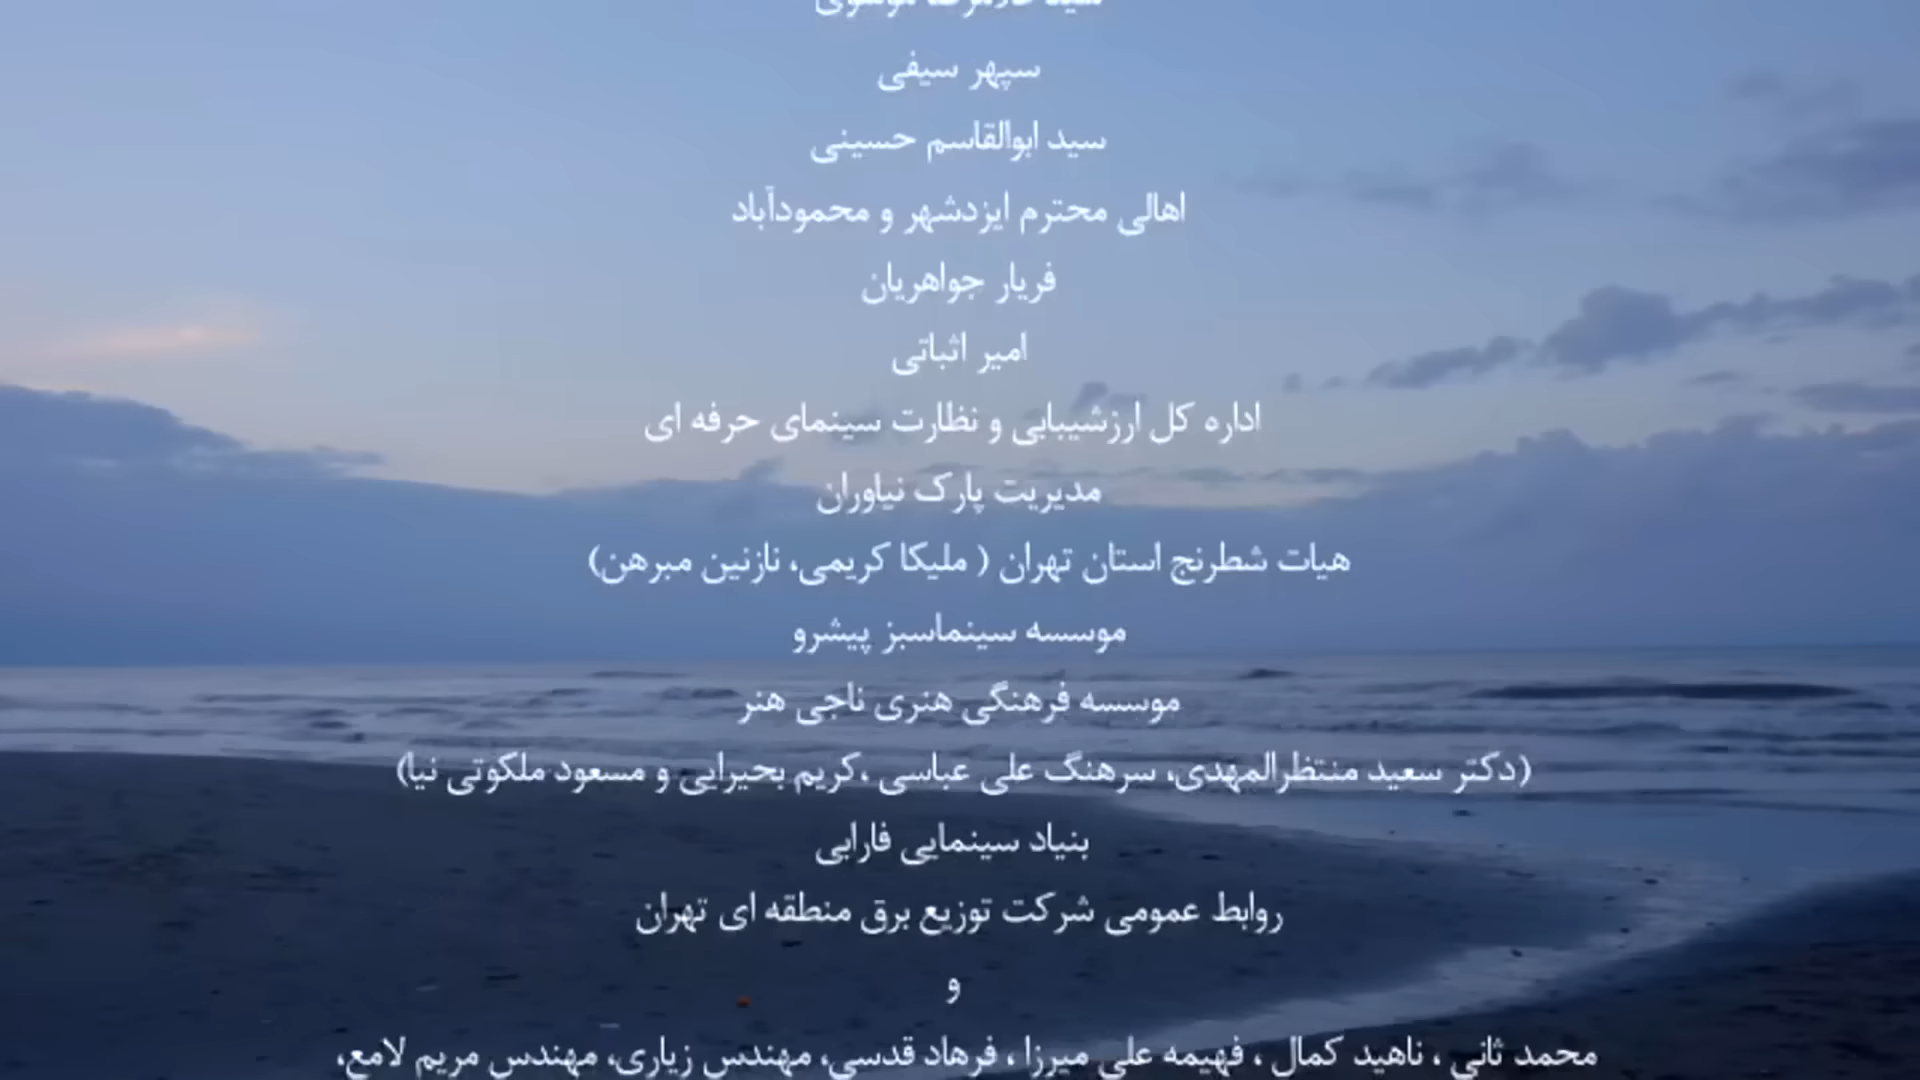 سپهر سیفی
سید ابوالقاسم حسینی
اهالی محترم ایزدشهر و محمودآباد
فریار جواهریان
امیر اثباتی
اداره کل ارزشیبایی و نظارت سینمای حرفه ای
مدیریت پارک نیاوران
هیات شطرنج استان تهران ( ملیکا کریمی، نازنین مبرهن)
موسسه سینماسبز پیشرو
موسسه فرهنگی هنری ناجی هنر
(دکتر سعید منتظرالمهدی، سرهنگ علی عباسی ،کریم بحیرایی و مسعود ملکوتی نیا)
بنیاد سینمایی فارابی
روابط عمومی شرکت توزیع برق منطقه ای تهران
و
محمد ثانی ، ناهید کمال ، فهیمه علی میرزا ، فرهاد قدسی، مهندس زیاری، مهندس مریم لامع،